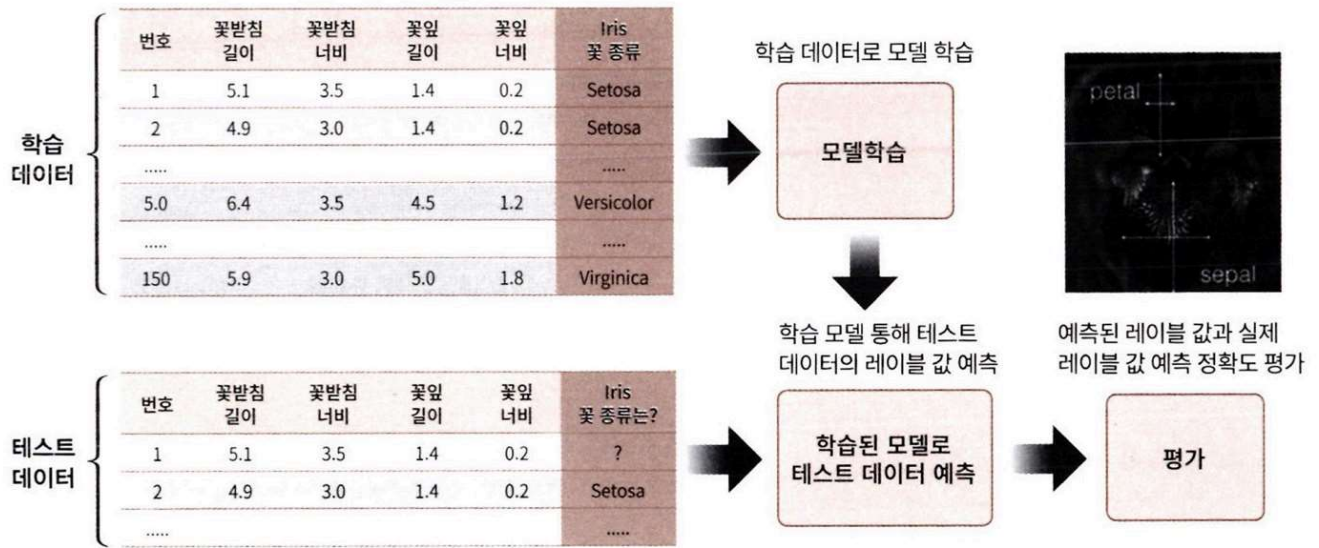 번호 꽃받침 길이 꽃받침 너비 꽃잎 길이 꽃잎 너비 Iris 꽃 종류
1 5.1 3.5 1.4 0.2 Setosa
2 4.9 3.0 1.4 0.2 Setosa
..... .....
5.0 6.4 3.5 4.5 1.2 Versicolor
..... .....
150 5.9 3.0 5.0 1.8 Virginica
학습
데이터
학습 데이터로 모델 학습
모델학습
petal
sepal
학습 모델 통해 테스트
데이터의 레이블 값 예측
예측된 레이블 값과 실제
레이블 값 예측 정확도 평가
번호 꽃받침 길이 꽃받침 너비 꽃잎 길이 꽃잎 너비 Iris 꽃 종류는?
1 5.1 3.5 1.4 0.2 ?
2 4.9 3.0 1.4 0.2 Setosa
..... .....
테스트
데이터
학습된 모델로
테스트 데이터 예측
평가